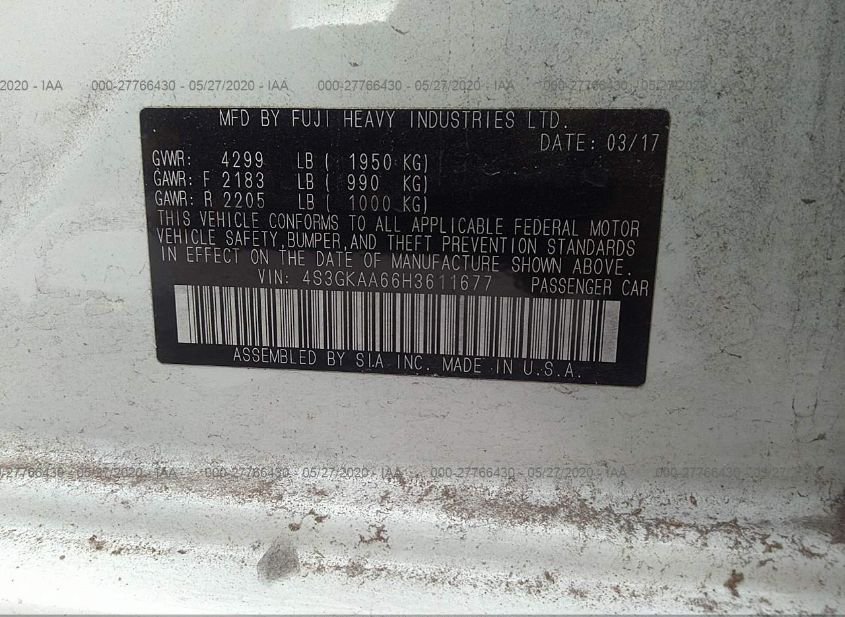 2020 - IAA 000-27766430 - 05/27/2020 - IAA 000-27766430 - 05/27/2020 - IAA 000-27766430 -
MFD BY FUJI HEAVY INDUSTRIES LTD.
DATE: 03/17
GVWR: 4299 LB ( 1950 KG)
GAWR: F 2183 LB ( 990 KG)
GAWR: R 2205 LB ( 1000 KG)
THIS VEHICLE CONFORMS TO ALL APPLICABLE FEDERAL MOTOR
VEHICLE SAFETY,BUMPER,AND THEFT PREVENTION STANDARDS
IN EFFECT ON THE DATE OF MANUFACTURE SHOWN ABOVE.
VIN: 4S3GKAA66H3611677 PASSENGER CAR
ASSEMBLED BY SIA INC. MADE IN U.S.A.
000-27766430 - 05/27/2020 - IAA 000-27766430 - 05/27/2020 - IAA 000-27766430 - 05/27/2020 - IAA